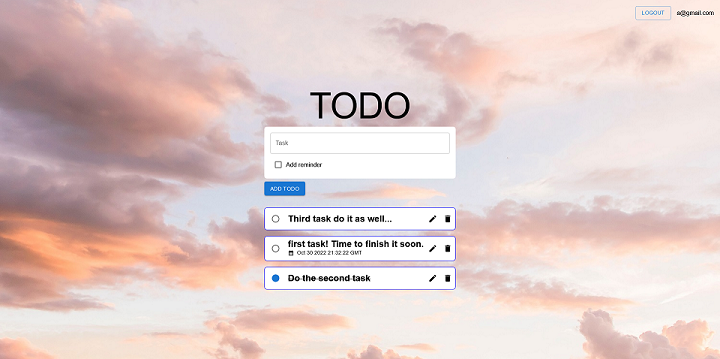 LOGOUT a@gmail.com
TODO
Task
Add reminder
ADD TODO
Third task do it as well...
first task! Time to finish it soon.
Oct 30 2022 21:32:22 GMT
Do the second task